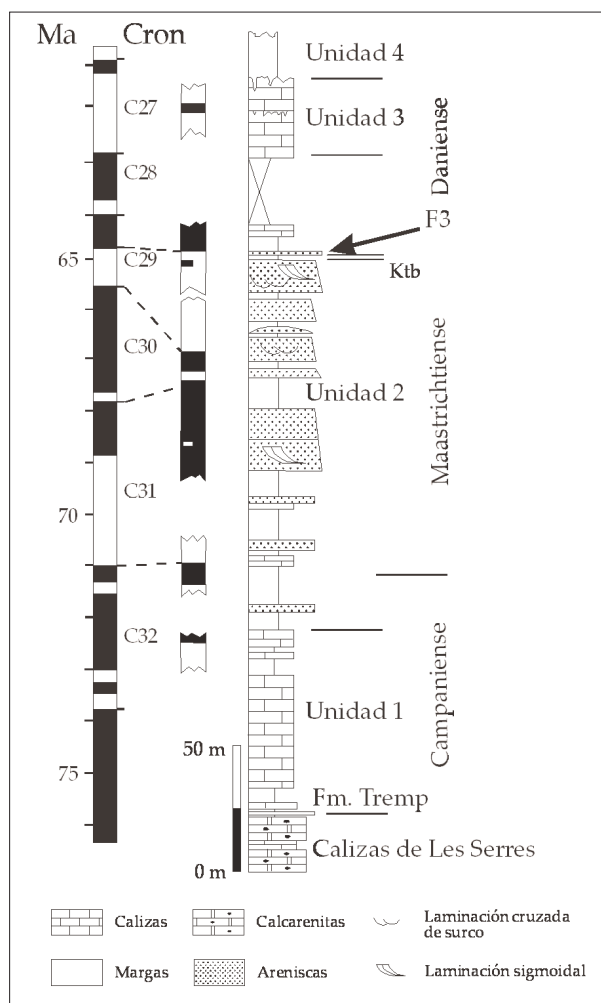 Ma Cron
Unidad 4
C27
Unidad 3
Daniense
C28
F3
65
C29
Ktb
C30
Unidad 2
Maastrichtiense
C31
70
C32
Campaniense
Unidad 1
50 m
75
Fm. Tremp
Calizas de Les Serres
0 m
Calizas
Calcarenitas
Laminación cruzada
de surco
Margas
Areniscas
Laminación sigmoidal